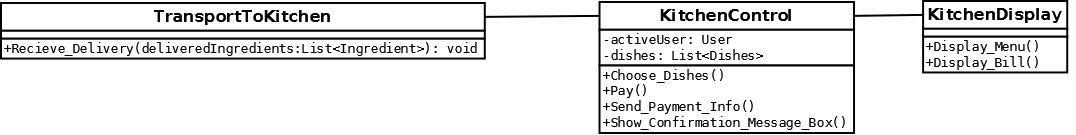 TransportToKitchen
+Recieve_Delivery(deliveredIngredients:List<Ingredient>): void
KitchenControl
-activeUser: User
-dishes: List<Dishes>
+Choose_Dishes()
+Pay()
+Send_Payment_Info()
+Show_Confirmation_Message_Box()
KitchenDisplay
+Display_Menu()
+Display_Bill()